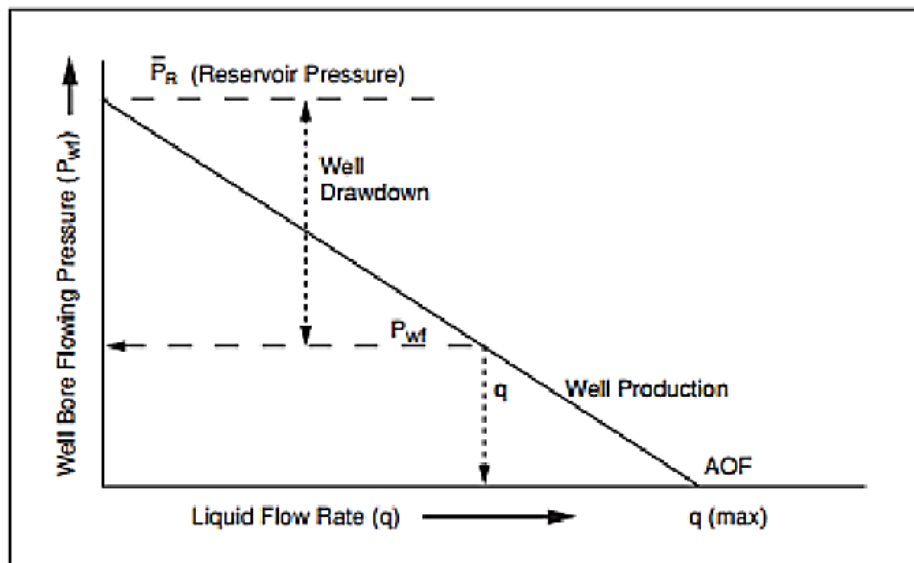 P̿R (Reservoir Pressure)
Well Bore Flowing Pressure (Pwf)
Well
Drawdown
Pwf
q
Well Production
AOF
Liquid Flow Rate (q)
q (max)